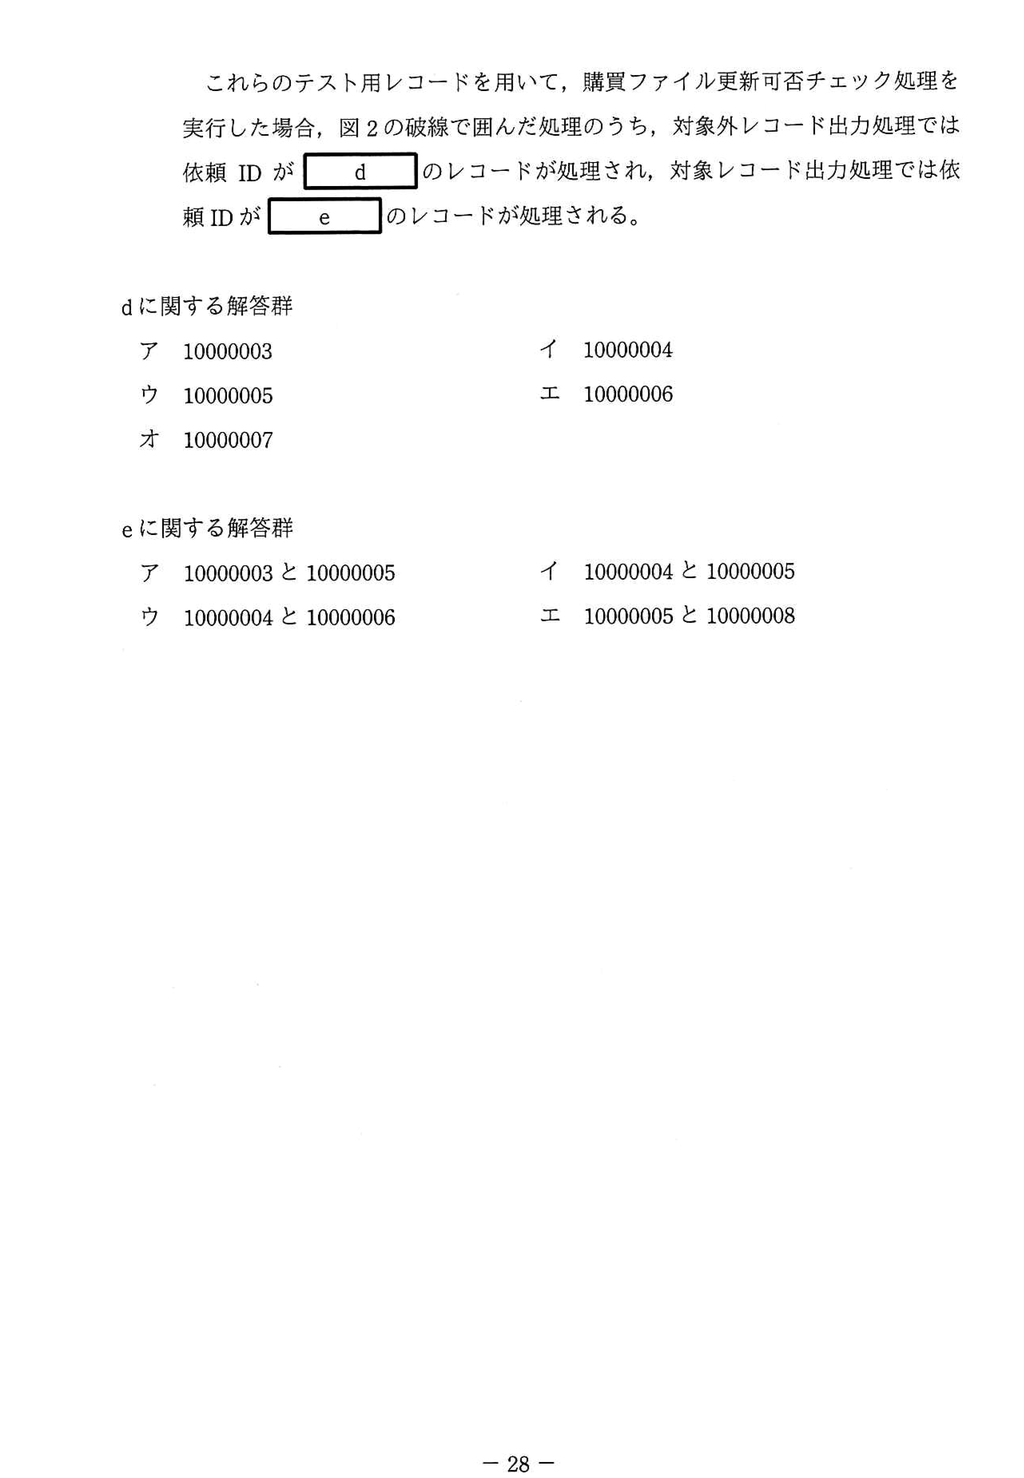 これらのテスト用レコードを用いて，購買ファイル更新可否チェック処理を
実行した場合，図2の破線で囲んだ処理のうち，対象外レコード出力処理では
依頼 ID が d のレコードが処理され，対象レコード出力処理では依
頼 ID が e のレコードが処理される。
dに関する解答群
ア 10000003 イ 10000004
ウ 10000005 エ 10000006
オ 10000007
eに関する解答群
ア 10000003 と 10000005 イ 10000004 と 10000005
ウ 10000004 と 10000006 エ 10000005 と 10000008
－ 28 －